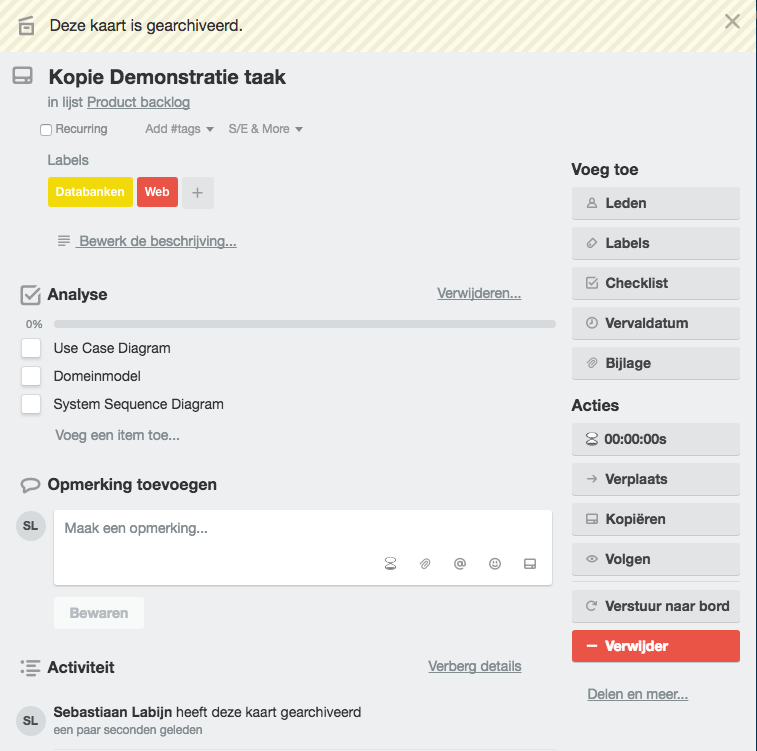 Deze kaart is gearchiveerd.
Kopie Demonstratie taak
in lijst Product backlog
Recurring Add #tags S/E & More
Labels
Databanken Web +
Bewerk de beschrijving...
Analyse Verwijderen...
0%
Use Case Diagram
Domeinmodel
System Sequence Diagram
Voeg een item toe...
Opmerking toevoegen
SL
Maak een opmerking...
Bewaren
Activiteit Verberg details
SL
Sebastiaan Labijn heeft deze kaart gearchiveerd
een paar seconden geleden
Voeg toe
Leden
Labels
Checklist
Vervaldatum
Bijlage
Acties
00:00:00s
Verplaats
Kopiëren
Volgen
Verstuur naar bord
Verwijder
Delen en meer...